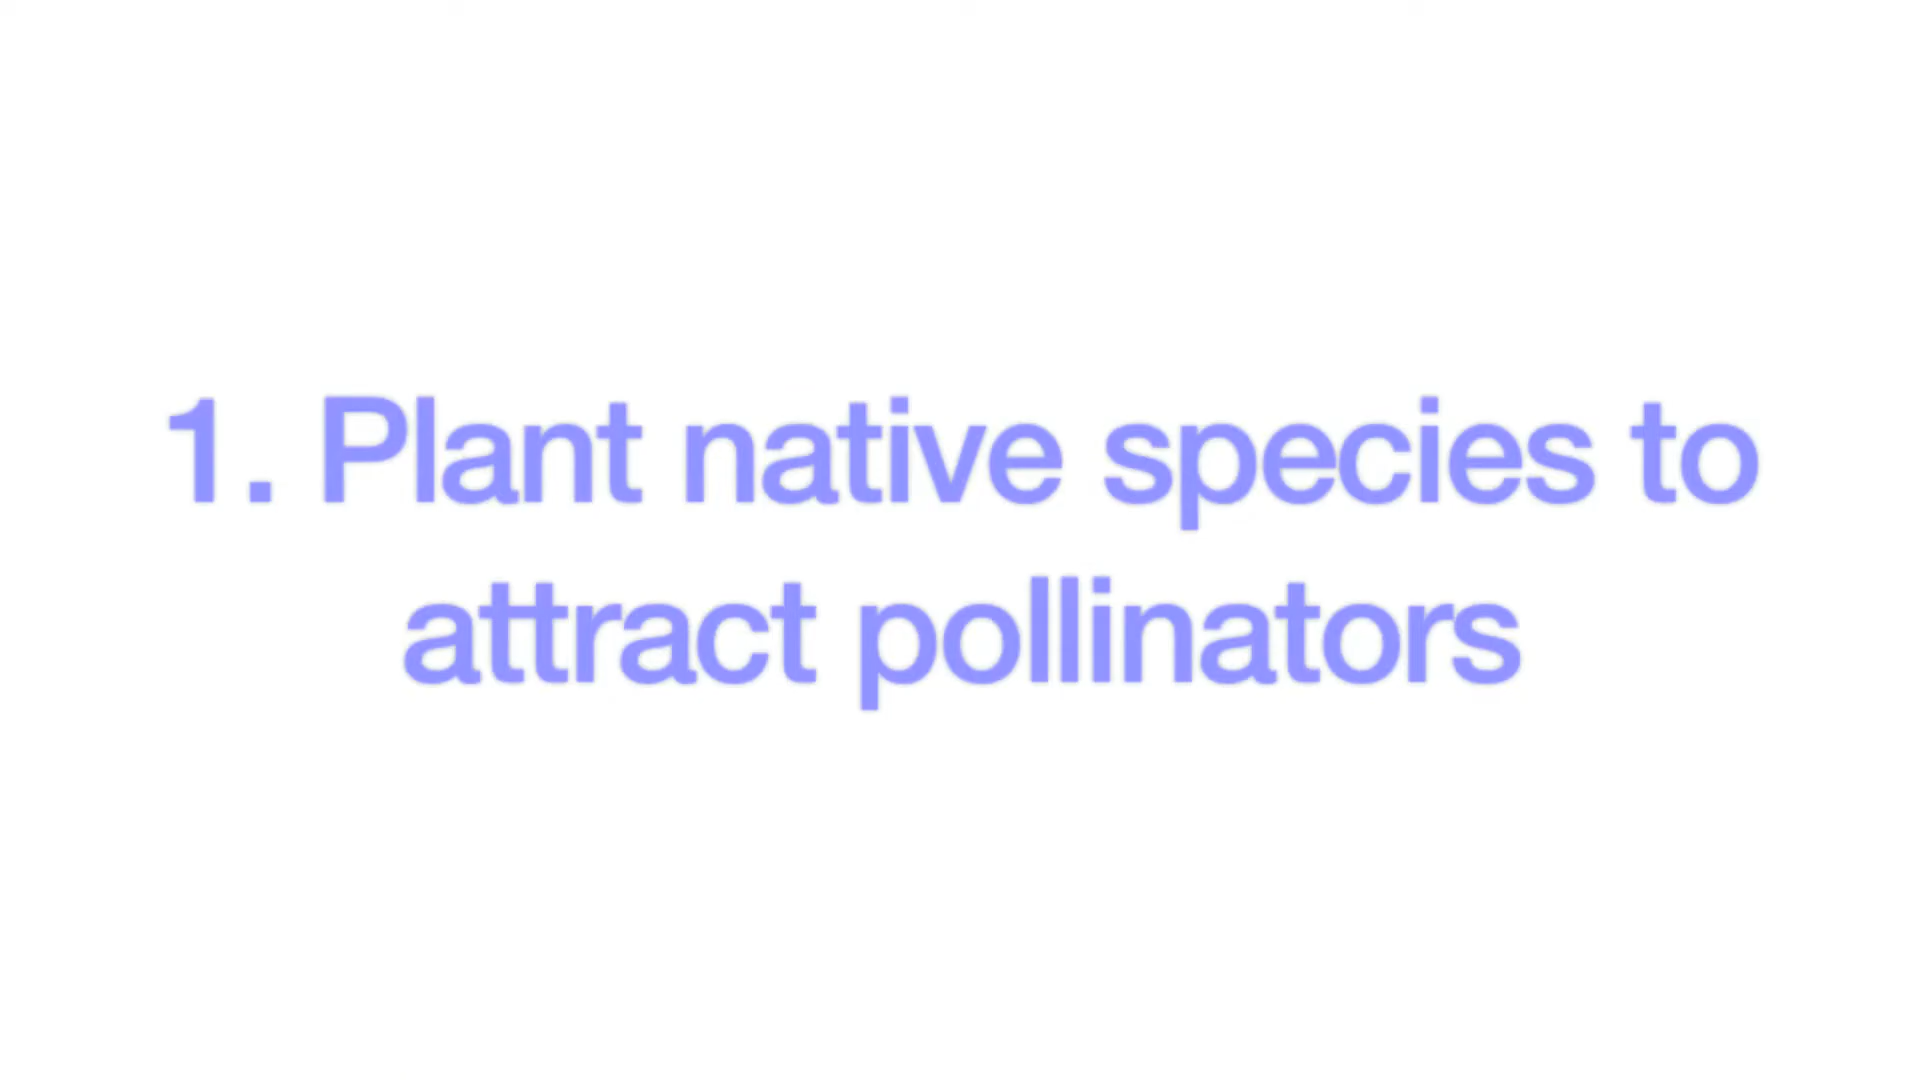 1. Plant native species to
attract pollinators